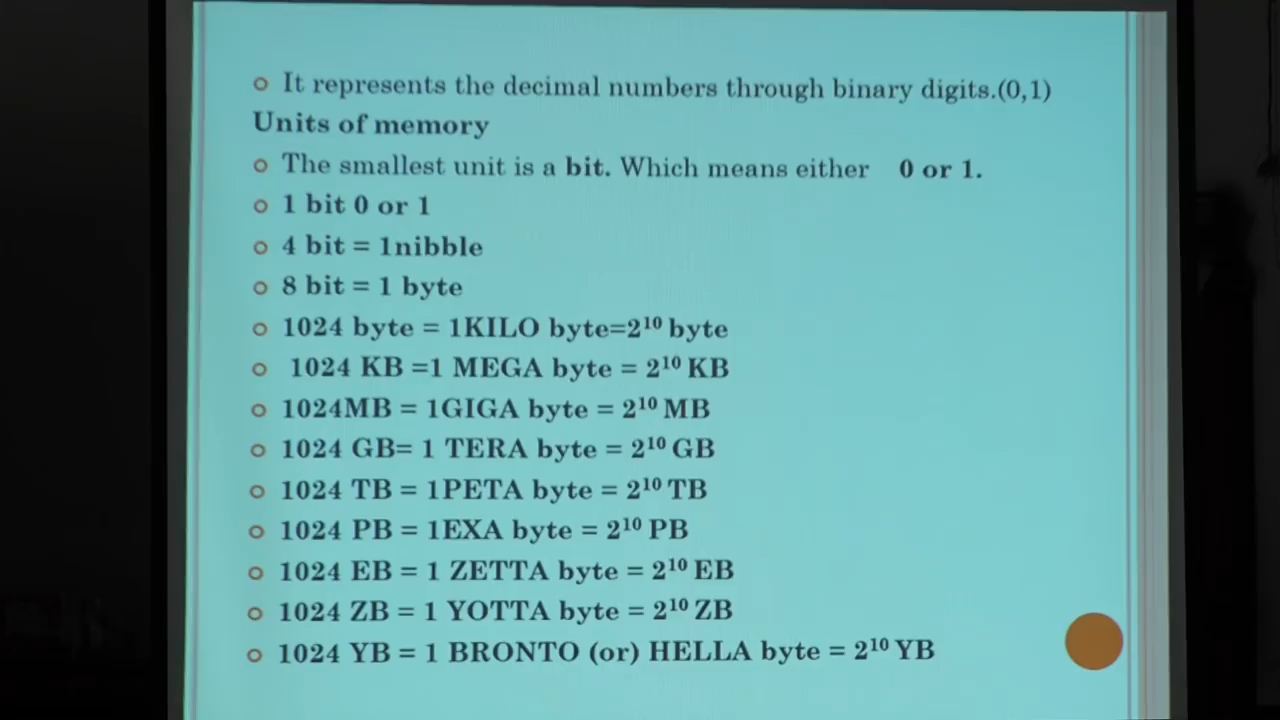 It represents the decimal numbers through binary digits.(0,1)
Units of memory
The smallest unit is a bit. Which means either 0 or 1.
1 bit 0 or 1
4 bit = 1nibble
8 bit = 1 byte
1024 byte = 1KILO byte=2¹⁰ byte
1024 KB =1 MEGA byte = 2¹⁰ KB
1024MB = 1GIGA byte = 2¹⁰ MB
1024 GB= 1 TERA byte = 2¹⁰ GB
1024 TB = 1PETA byte = 2¹⁰ TB
1024 PB = 1EXA byte = 2¹⁰ PB
1024 EB = 1 ZETTA byte = 2¹⁰ EB
1024 ZB = 1 YOTTA byte = 2¹⁰ ZB
1024 YB = 1 BRONTO (or) HELLA byte = 2¹⁰ YB